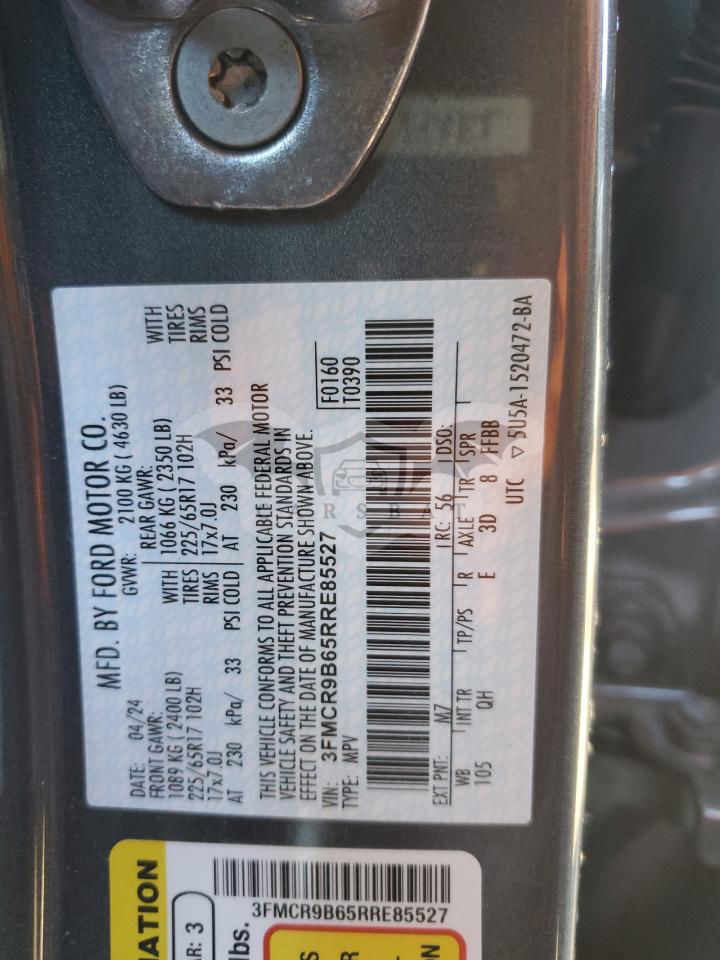 MFD. BY FORD MOTOR CO.
DATE: 04/24
GVWR: 2100 KG ( 4630 LB)
FRONT GAWR:
1089 KG ( 2400 LB)
WITH
225/65R17 102H
TIRES
17x7.0J
RIMS
AT 230 kPa/ 33 PSI COLD
REAR GAWR:
1066 KG ( 2350 LB)
WITH
225/65R17 102H
TIRES
17x7.0J
RIMS
AT 230 kPa/ 33 PSI COLD
THIS VEHICLE CONFORMS TO ALL APPLICABLE FEDERAL MOTOR
VEHICLE SAFETY AND THEFT PREVENTION STANDARDS IN
EFFECT ON THE DATE OF MANUFACTURE SHOWN ABOVE.
VIN: 3FMCR9B65RRE85527
TYPE: MPV
F0160
T0390
EXT PNT: M7 RC: 56 DSO:
WB INT TR TP/PS R AXLE TR SPR
105 QH E 3D 8 FFBB
UTC ▽ 5U5A-1520472-BA
3FMCR9B65RRE85527
AR: 3
lbs.